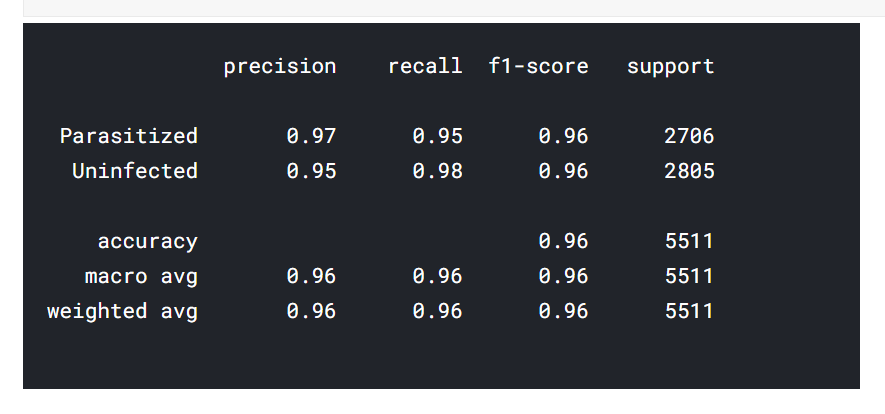 precision recall f1-score support
Parasitized 0.97 0.95 0.96 2706
Uninfected 0.95 0.98 0.96 2805
accuracy 0.96 5511
macro avg 0.96 0.96 0.96 5511
weighted avg 0.96 0.96 0.96 5511